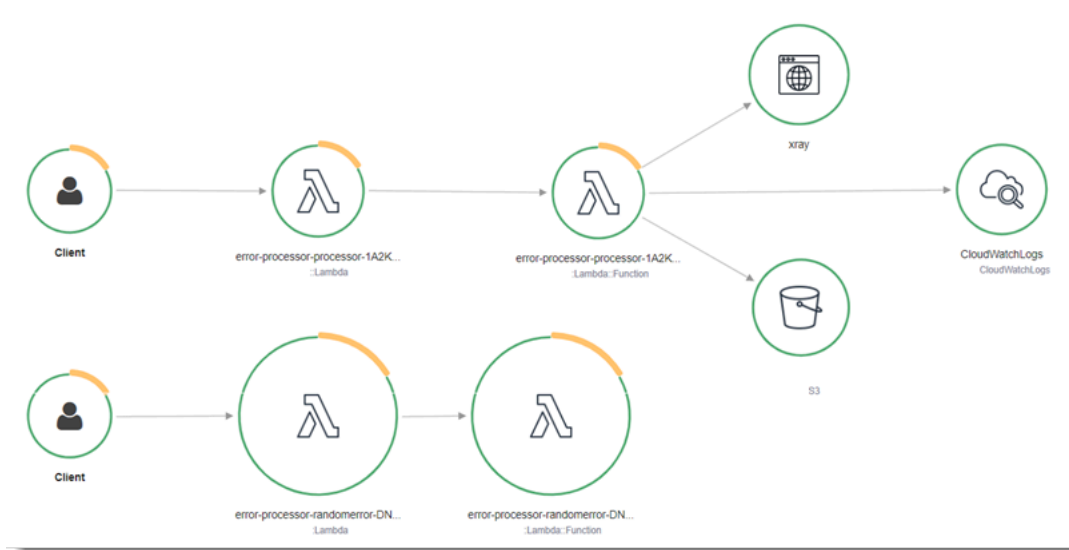 xray
Client
error-processor-processor-1A2K...
::Lambda
error-processor-processor-1A2K...
:Lambda::Function
CloudWatchLogs
CloudWatchLogs
S3
Client
error-processor-randomerror-DN...
:Lambda
error-processor-randomerror-DN...
:Lambda::Function